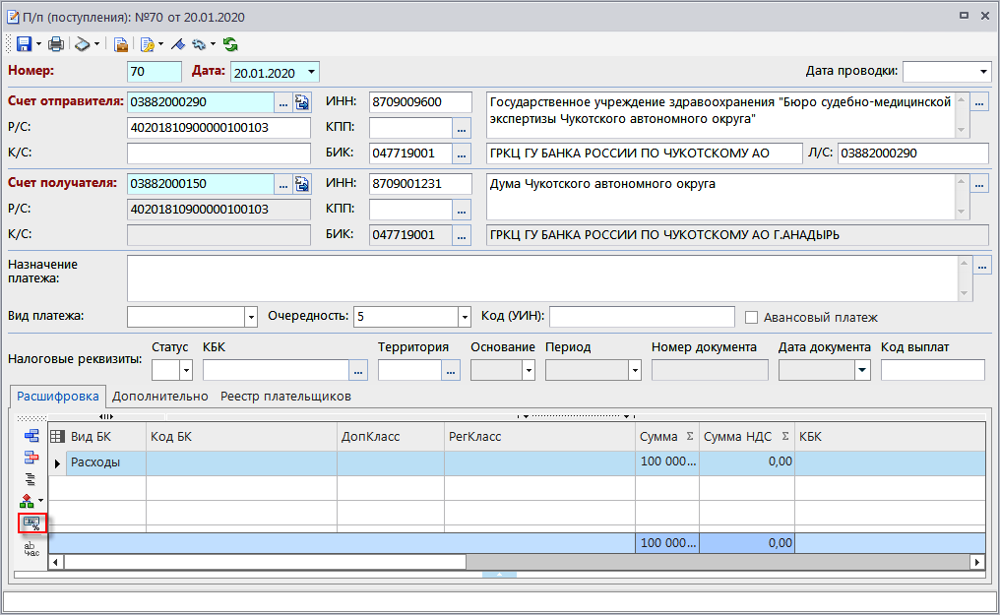 П/п (поступления): №70 от 20.01.2020
Номер: 70 Дата: 20.01.2020 Дата проводки:
Счет отправителя: 03882000290 ... ИНН: 8709009600 Государственное учреждение здравоохранения "Бюро судебно-медицинской ...
экспертизы Чукотского автономного округа"
Р/С: 40201810900000100103 КПП: ...
К/С: БИК: 047719001 ... ГРКЦ ГУ БАНКА РОССИИ ПО ЧУКОТСКОМУ АО Л/С: 03882000290
Счет получателя: 03882000150 ... ИНН: 8709001231 Дума Чукотского автономного округа ...
Р/С: 40201810900000100103 КПП: ...
К/С: БИК: 047719001 ... ГРКЦ ГУ БАНКА РОССИИ ПО ЧУКОТСКОМУ АО Г.АНАДЫРЬ
Назначение ...
платежа:
Вид платежа: Очередность: 5 Код (УИН): Авансовый платеж
Статус КБК Территория Основание Период Номер документа Дата документа Код выплат
Налоговые реквизиты: ... ...
Расшифровка Дополнительно Реестр плательщиков
Вид БК Код БК ДопКласс РегКласс Сумма Σ Сумма НДС Σ КБК
Расходы 100 000... 0,00
100 000... 0,00